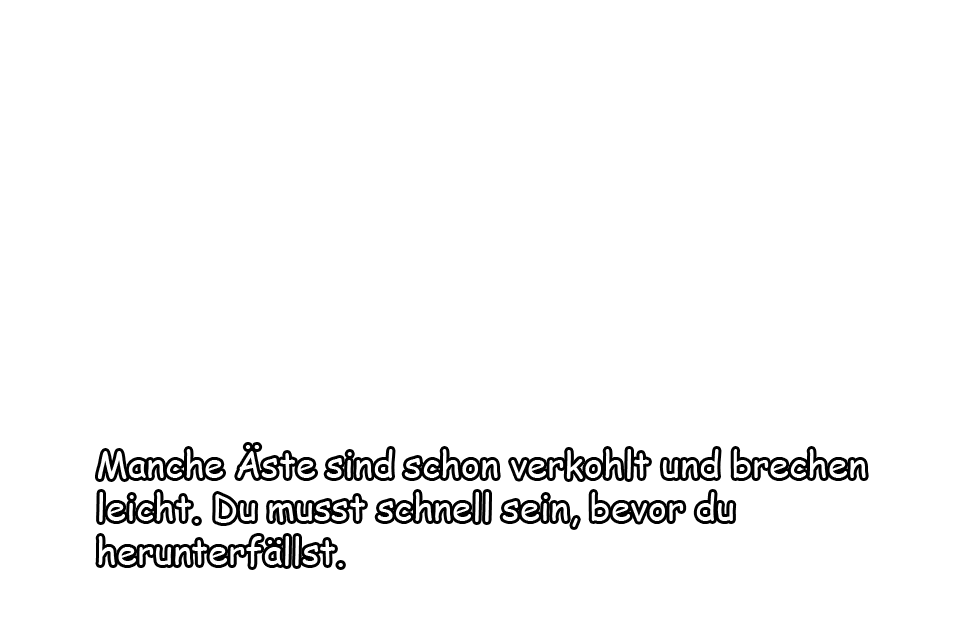 Manche Äste sind schon verkohlt und brechen
leicht. Du musst schnell sein, bevor du
herunterfällst.